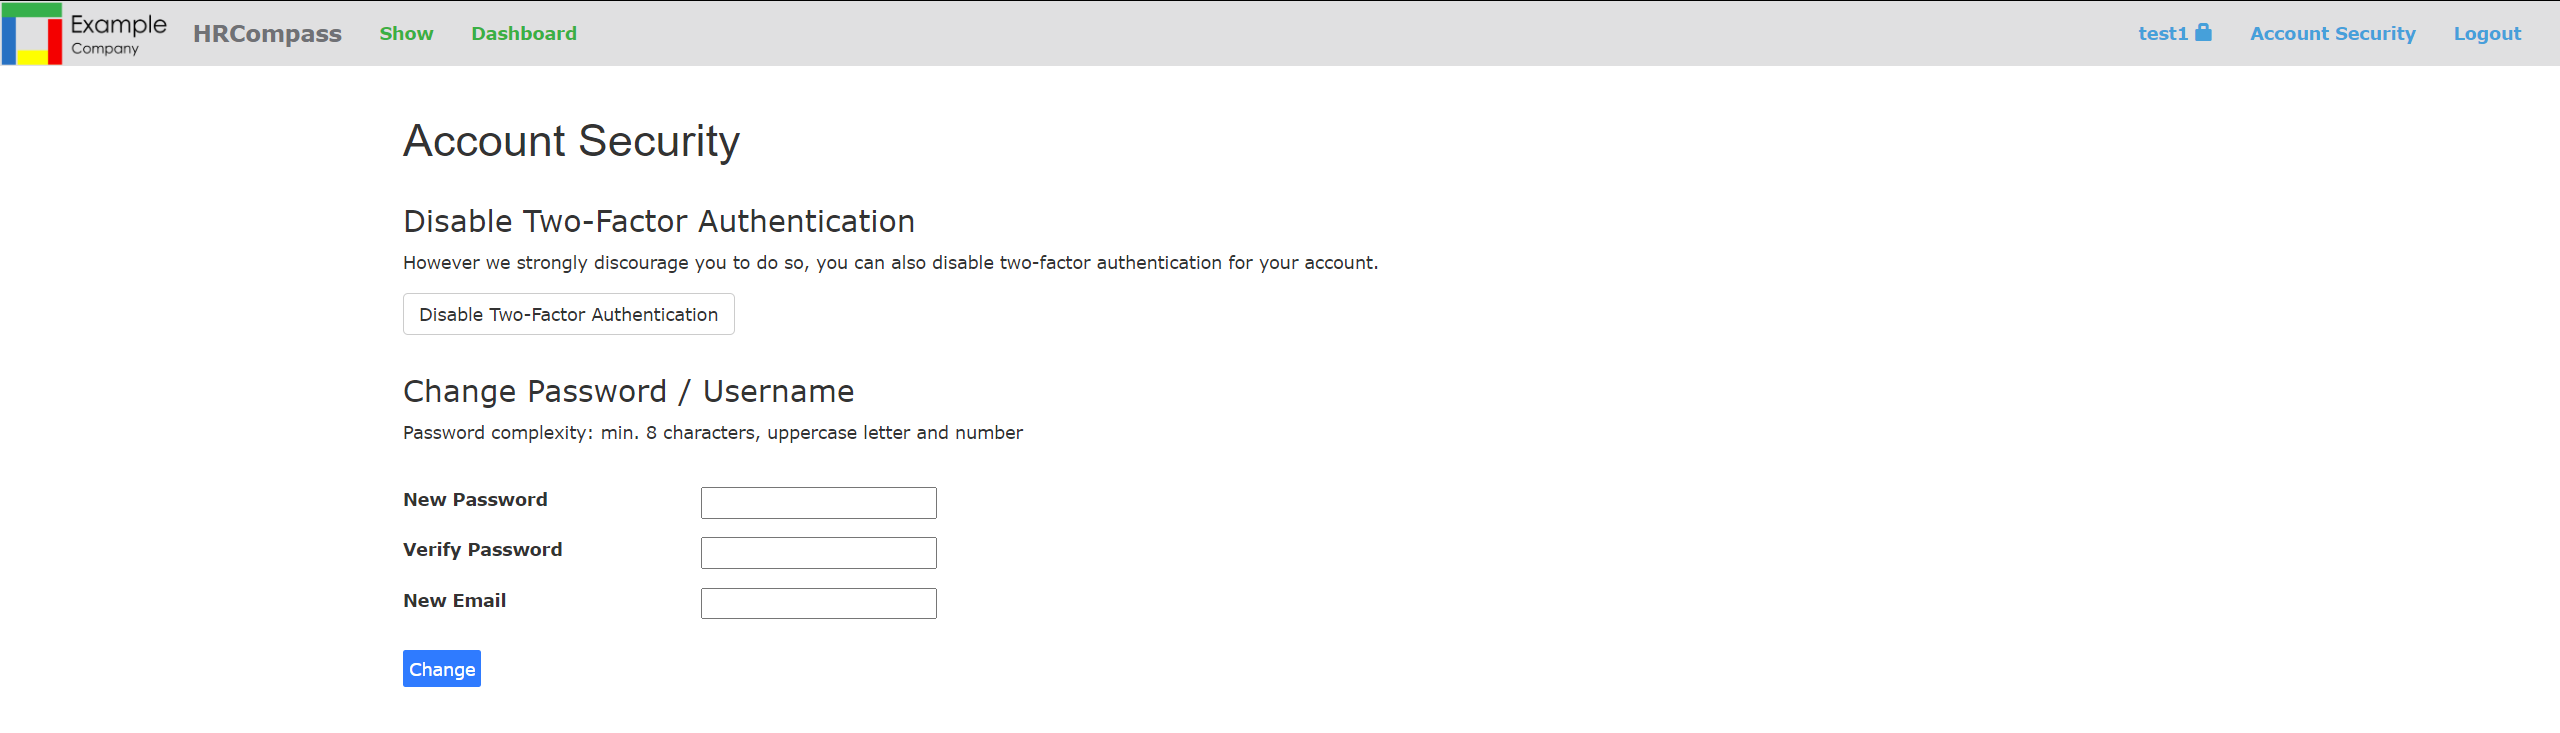 Example
Company
HRCompass Show Dashboard test1 Account Security Logout
Account Security
Disable Two-Factor Authentication
However we strongly discourage you to do so, you can also disable two-factor authentication for your account.
Disable Two-Factor Authentication
Change Password / Username
Password complexity: min. 8 characters, uppercase letter and number
New Password
Verify Password
New Email
Change